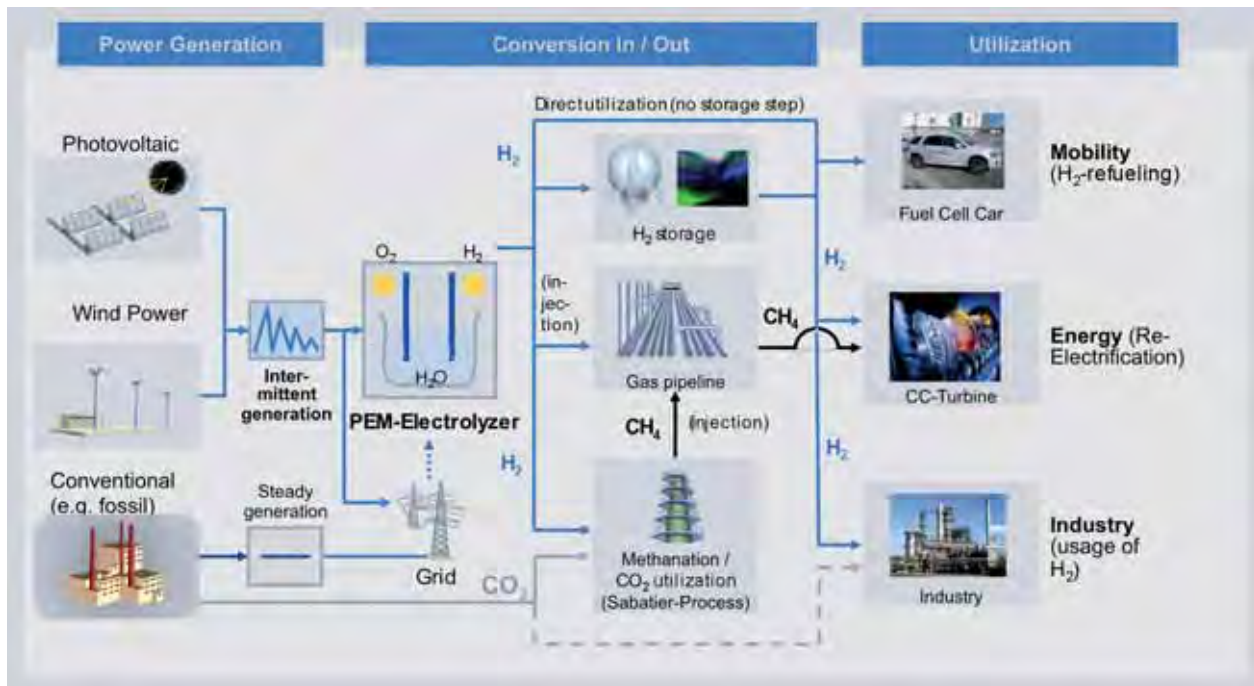 Power Generation
Conversion In / Out
Utilization
Photovoltaic
Wind Power
Conventional
(e.g. fossil)
Inter-
mittent
generation
Steady
generation
O₂
H₂
H₂O
PEM-Electrolyzer
Grid
CO₂
Direct utilization (no storage step)
H₂
H₂ storage
(in-
jec-
tion)
Gas pipeline
CH₄
(injection)
H₂
Methanation /
CO₂ utilization
(Sabatier-Process)
CH₄
H₂
H₂
Fuel Cell Car
Mobility
(H₂-refueling)
CC-Turbine
Energy (Re-
Electrification)
Industry
Industry
(usage of
H₂)